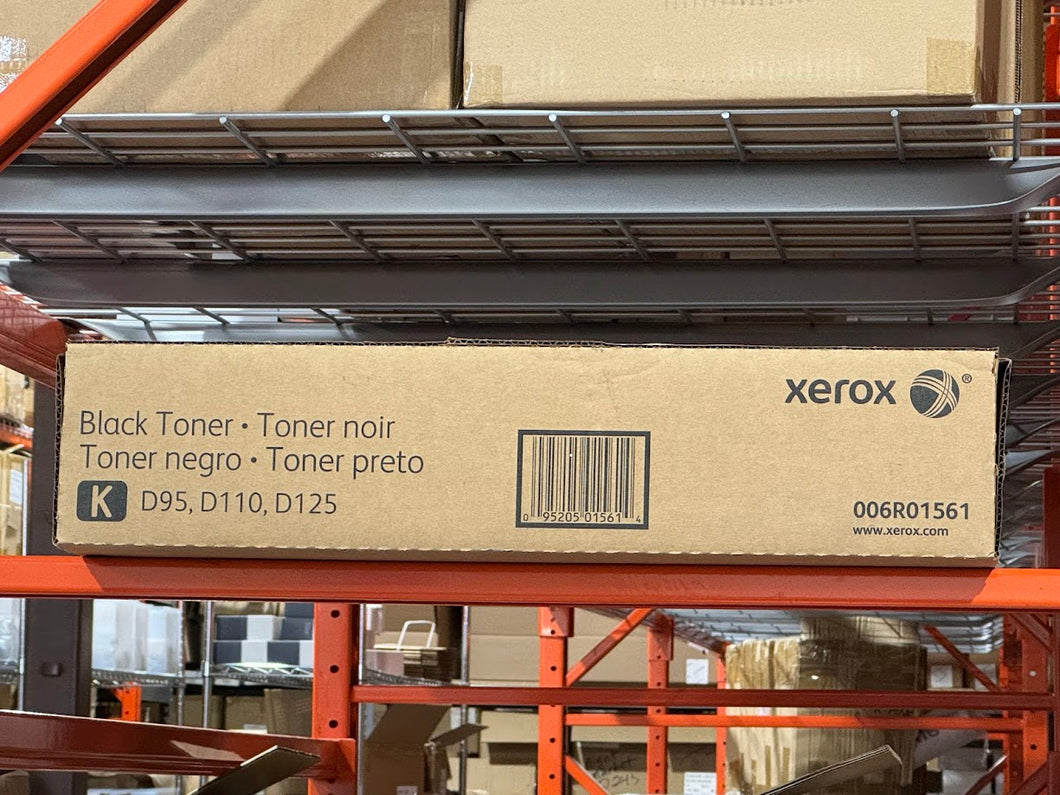 xerox ®
Black Toner • Toner noir
Toner negro • Toner preto
K D95, D110, D125
0 95205 01561 4
006R01561
www.xerox.com